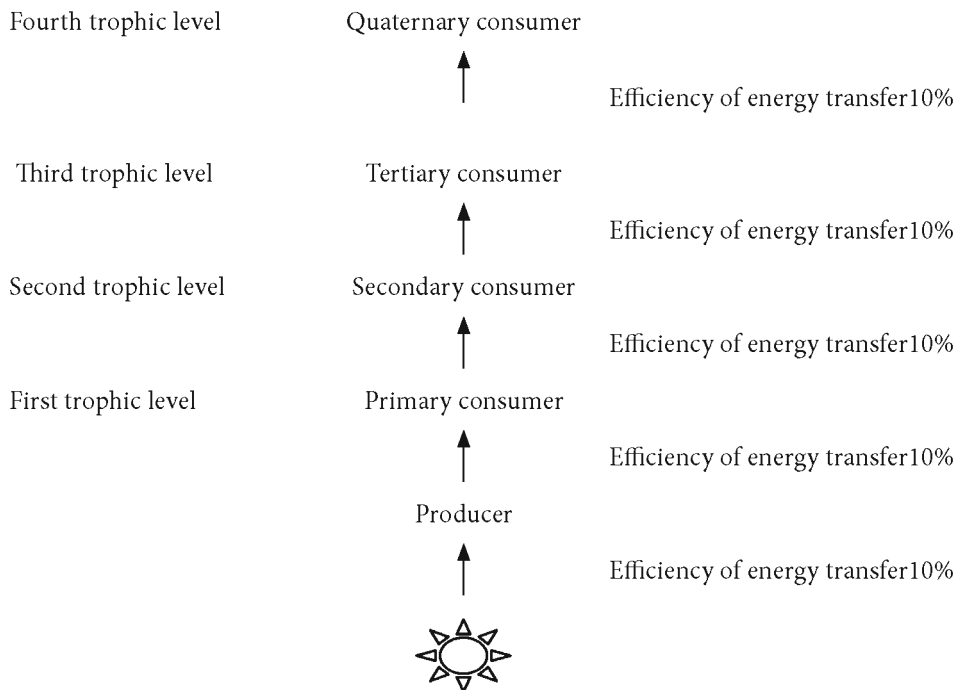 Fourth trophic level Quaternary consumer
Efficiency of energy transfer10%
Third trophic level Tertiary consumer
Efficiency of energy transfer10%
Second trophic level Secondary consumer
Efficiency of energy transfer10%
First trophic level Primary consumer
Efficiency of energy transfer10%
Producer
Efficiency of energy transfer10%